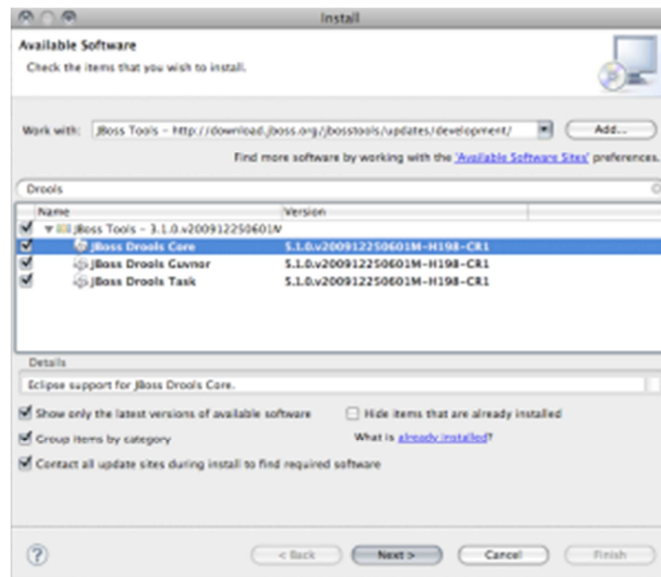 Install
Available Software
Check the items that you wish to install.
Work with: JBoss Tools - http://download.jboss.org/jbosstools/updates/development/ Add...
Find more software by working with the 'Available Software Sites' preferences.
Drools
Name Version
JBoss Tools - 3.1.0.v200912250601M
JBoss Drools Core 5.1.0.v200912250601M-H198-CR1
JBoss Drools Guvnor 5.1.0.v200912250601M-H198-CR1
JBoss Drools Task 5.1.0.v200912250601M-H198-CR1
Details
Eclipse support for JBoss Drools Core.
Show only the latest versions of available software Hide items that are already installed
Group items by category What is already installed?
Contact all update sites during install to find required software
? < Back Next > Cancel Finish